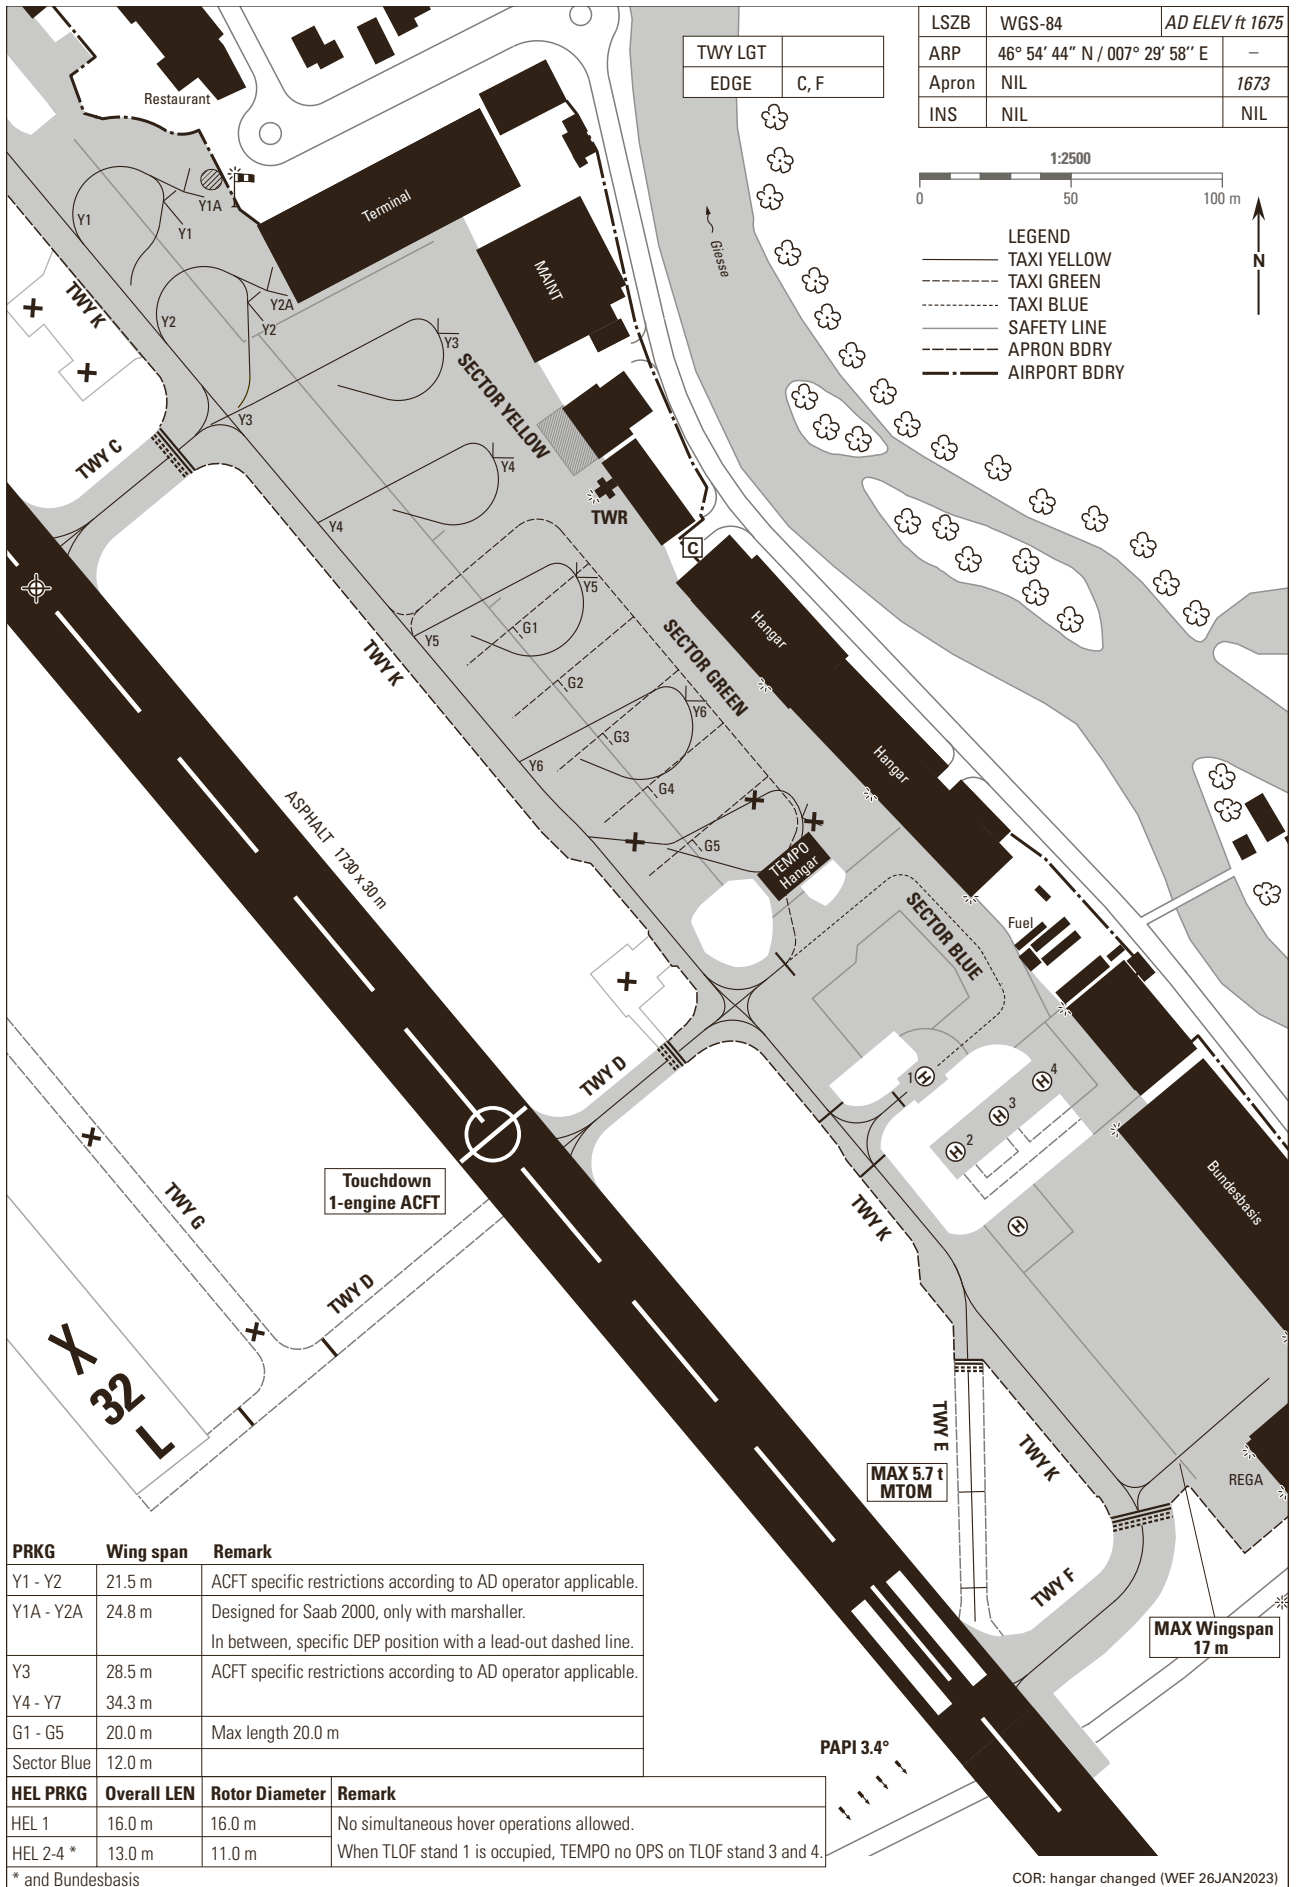 LSZB WGS-84 AD ELEV ft 1675
ARP 46° 54′ 44″ N / 007° 29′ 58″ E –
Apron NIL 1673
INS NIL NIL
TWY LGT
EDGE C, F
1:2500
0 50 100 m
N
LEGEND
TAXI YELLOW
TAXI GREEN
TAXI BLUE
SAFETY LINE
APRON BDRY
AIRPORT BDRY
Restaurant
Terminal
MAINT
Giesse
Y1
Y1A
Y1
Y2
Y2A
Y2
TWY K
Y3
Y3
SECTOR YELLOW
TWY C
Y4
Y4
TWR
C
Hangar
Y5
Y5
G1
SECTOR GREEN
TWY K
G2
G3
Y6
Y6
G4
Hangar
G5
TEMPO
Hangar
ASPHALT 1730 x 30 m
SECTOR BLUE
Fuel
TWY D
1 H
H 4
H 3
H 2
H
Bundesbasis
Touchdown
1-engine ACFT
TWY G
TWY D
TWY K
X
32
L
TWY E
TWY K
MAX 5.7 t
MTOM
REGA
TWY F
MAX Wingspan
17 m
PAPI 3.4°
PRKG Wing span Remark
Y1 - Y2 21.5 m ACFT specific restrictions according to AD operator applicable.
Y1A - Y2A 24.8 m Designed for Saab 2000, only with marshaller.
In between, specific DEP position with a lead-out dashed line.
Y3 28.5 m ACFT specific restrictions according to AD operator applicable.
Y4 - Y7 34.3 m
G1 - G5 20.0 m Max length 20.0 m
Sector Blue 12.0 m
HEL PRKG Overall LEN Rotor Diameter Remark
HEL 1 16.0 m 16.0 m No simultaneous hover operations allowed.
HEL 2-4 * 13.0 m 11.0 m When TLOF stand 1 is occupied, TEMPO no OPS on TLOF stand 3 and 4.
* and Bundesbasis
COR: hangar changed (WEF 26JAN2023)